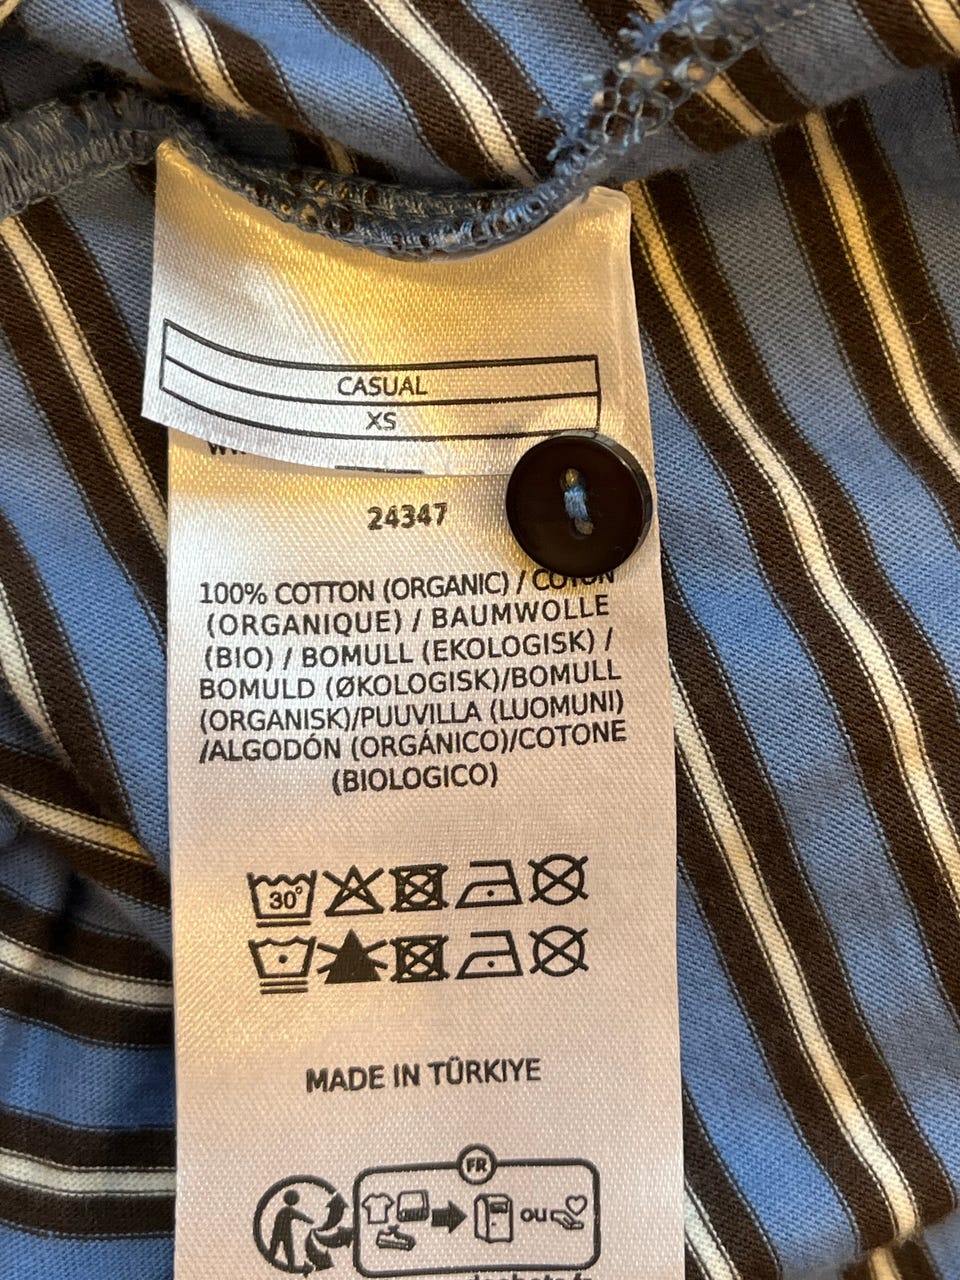 CASUAL
XS
24347
100% COTTON (ORGANIC) / COTON
(ORGANIQUE) / BAUMWOLLE
(BIO) / BOMULL (EKOLOGISK) /
BOMULD (ØKOLOGISK)/BOMULL
(ORGANISK)/PUUVILLA (LUOMUNI)
/ALGODÓN (ORGÁNICO)/COTONE
(BIOLOGICO)
30°
MADE IN TÜRKIYE
FR
ou